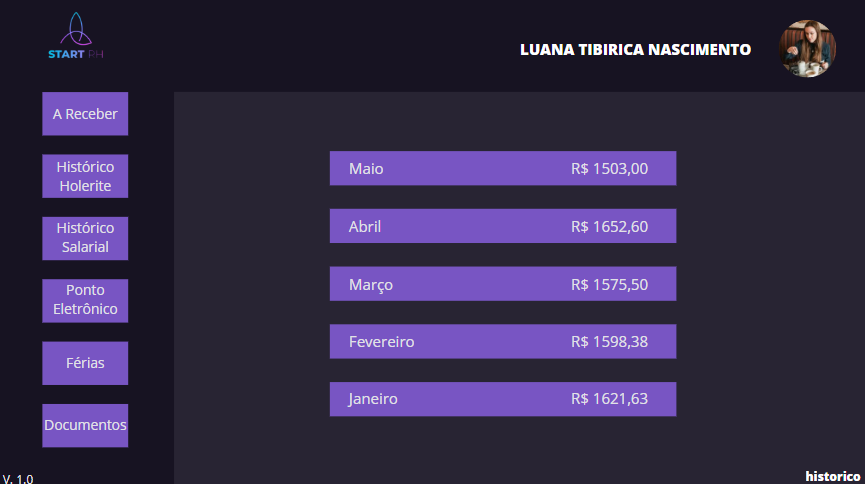 START RH
LUANA TIBIRICA NASCIMENTO
A Receber
Histórico
Holerite
Histórico
Salarial
Ponto
Eletrônico
Férias
Documentos
Maio R$ 1503,00
Abril R$ 1652,60
Março R$ 1575,50
Fevereiro R$ 1598,38
Janeiro R$ 1621,63
V. 1.0
historico